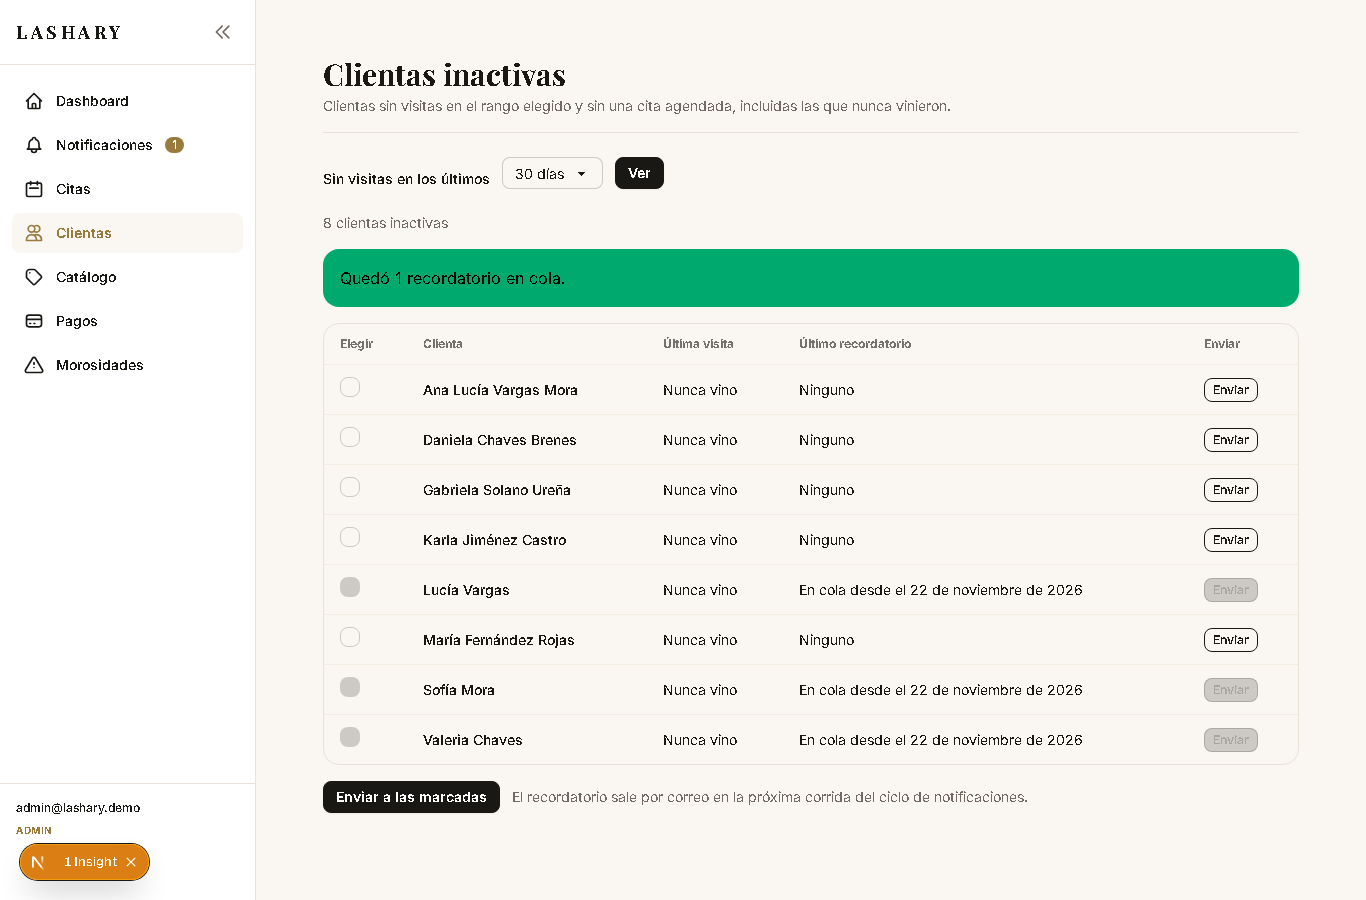 LASHARY
Dashboard
Notificaciones 1
Citas
Clientas
Catálogo
Pagos
Morosidades
admin@lashary.demo
ADMIN
N 1 Insight
Clientas inactivas
Clientas sin visitas en el rango elegido y sin una cita agendada, incluidas las que nunca vinieron.
Sin visitas en los últimos 30 días Ver
8 clientas inactivas
Quedó 1 recordatorio en cola.
Elegir Clienta Última visita Último recordatorio Enviar
Ana Lucía Vargas Mora Nunca vino Ninguno Enviar
Daniela Chaves Brenes Nunca vino Ninguno Enviar
Gabriela Solano Ureña Nunca vino Ninguno Enviar
Karla Jiménez Castro Nunca vino Ninguno Enviar
Lucía Vargas Nunca vino En cola desde el 22 de noviembre de 2026 Enviar
María Fernández Rojas Nunca vino Ninguno Enviar
Sofía Mora Nunca vino En cola desde el 22 de noviembre de 2026 Enviar
Valeria Chaves Nunca vino En cola desde el 22 de noviembre de 2026 Enviar
Enviar a las marcadas El recordatorio sale por correo en la próxima corrida del ciclo de notificaciones.